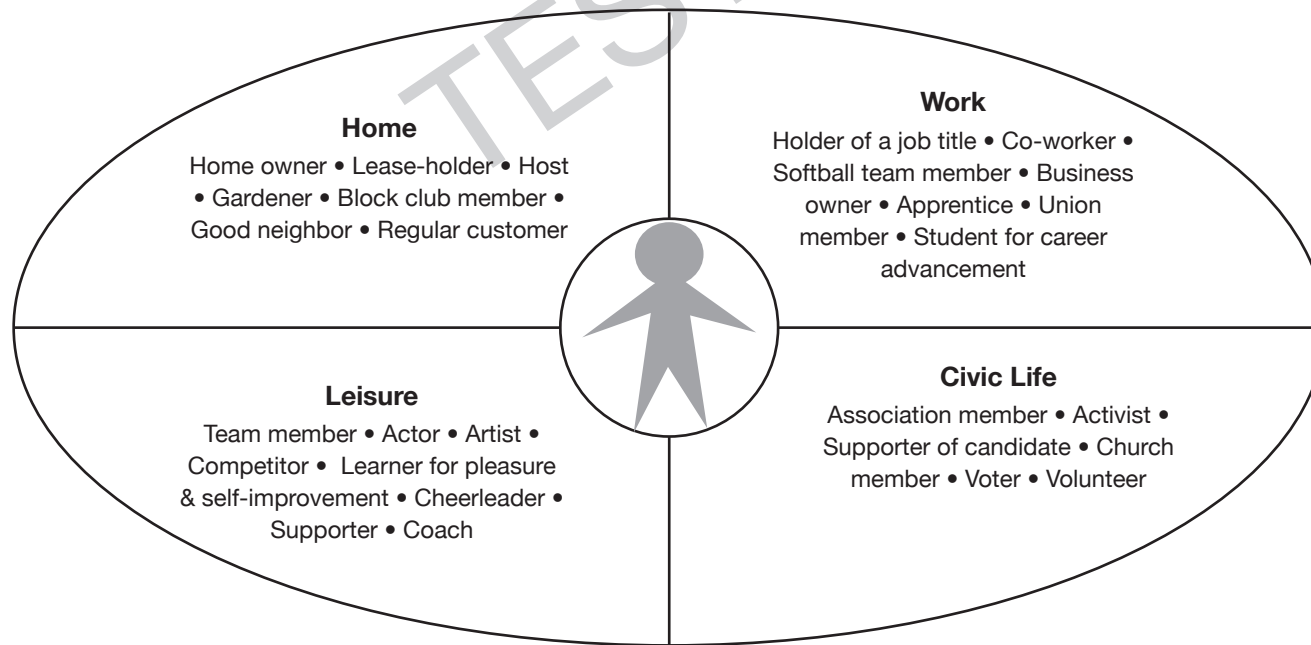 TES
Home
Home owner • Lease-holder • Host
• Gardener • Block club member •
Good neighbor • Regular customer
Work
Holder of a job title • Co-worker •
Softball team member • Business
owner • Apprentice • Union
member • Student for career
advancement
Leisure
Team member • Actor • Artist •
Competitor • Learner for pleasure
& self-improvement • Cheerleader •
Supporter • Coach
Civic Life
Association member • Activist •
Supporter of candidate • Church
member • Voter • Volunteer